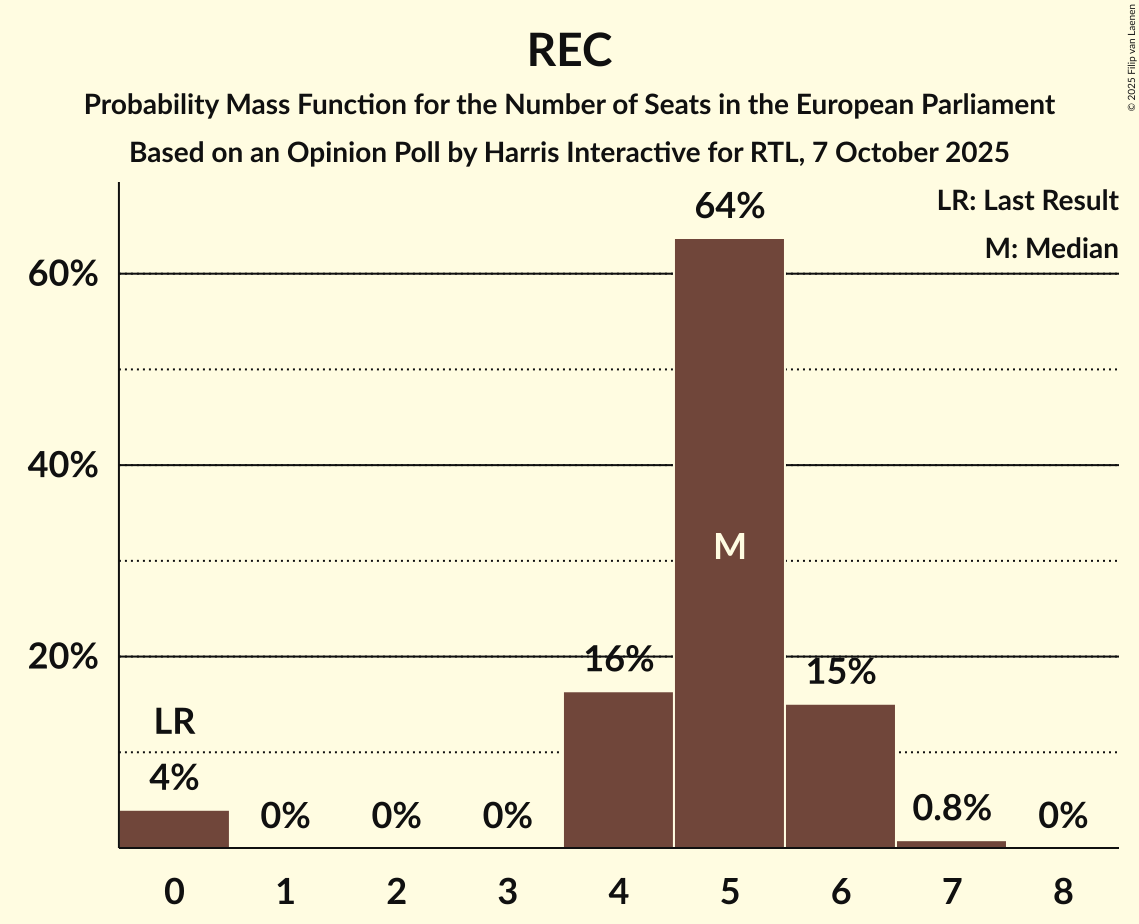 REC
Probability Mass Function for the Number of Seats in the European Parliament
Based on an Opinion Poll by Harris Interactive for RTL, 7 October 2025
© 2025 Filip van Laenen
LR: Last Result
M: Median
64%
60%
40%
M
20%
16%
15%
LR
4%
0%
0%
0%
0.8%
0%
0 1 2 3 4 5 6 7 8